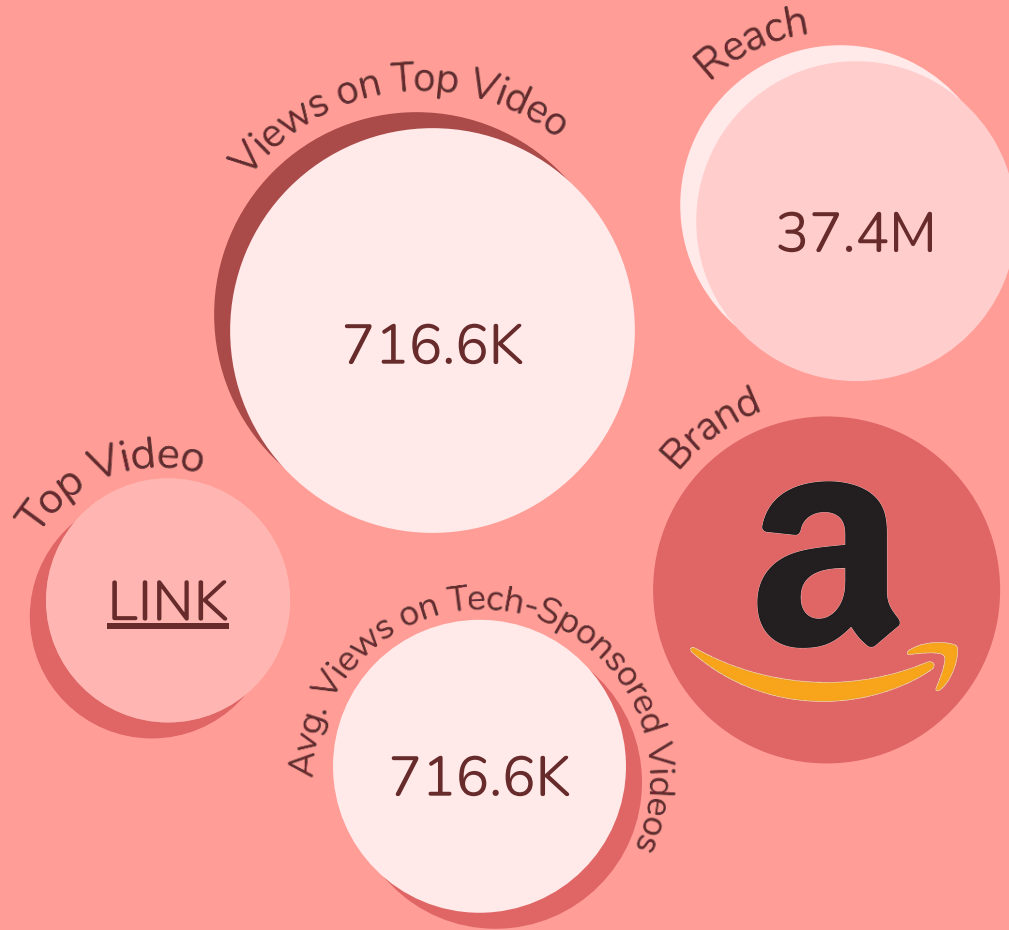 Reach
37.4M
Views on Top Video
716.6K
Brand
a
Top Video
LINK
Avg. Views on Tech-Sponsored Videos
716.6K